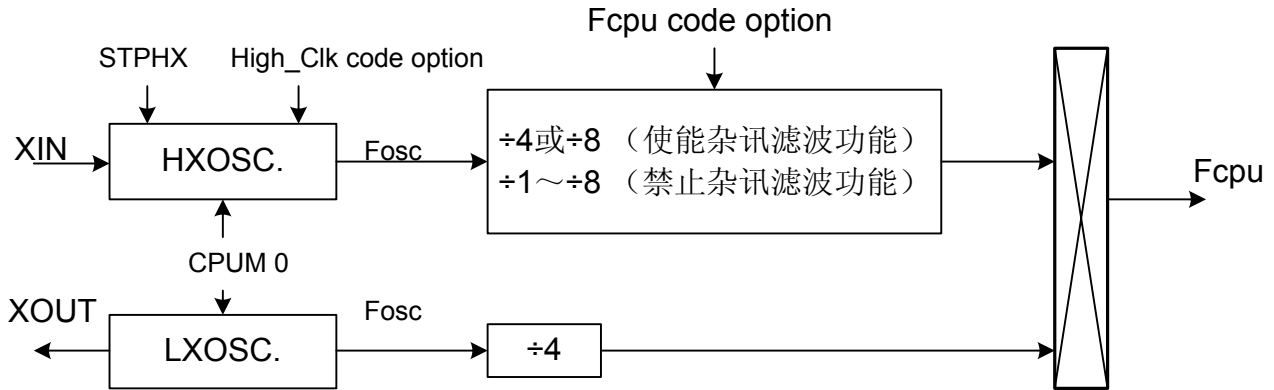 Fcpu code option
STPHX
High_Clk code option
XIN
HXOSC.
Fosc
÷4或÷8 （使能杂讯滤波功能）
÷1～÷8 （禁止杂讯滤波功能）
Fcpu
CPUM 0
XOUT
LXOSC.
Fosc
÷4